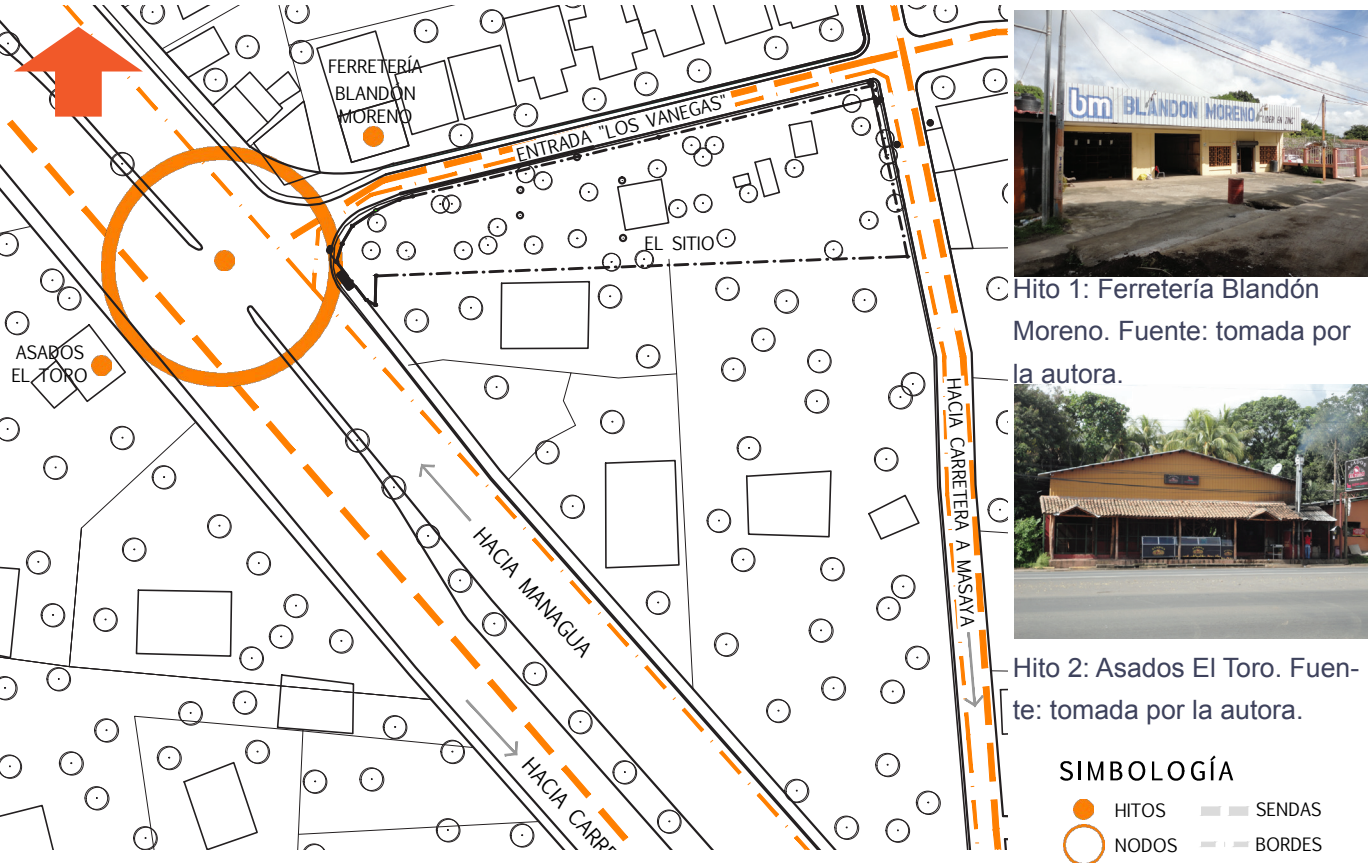 FERRETERÍA
BLANDÓN
MORENO
ENTRADA "LOS VANEGAS"
EL SITIO
ASADOS
EL TORO
HACIA MANAGUA
HACIA CARRE
HACIA CARRETERA A MASAYA
bm BLANDON MORENO
Hito 1: Ferretería Blandón
Moreno. Fuente: tomada por
la autora.
Hito 2: Asados El Toro. Fuen-
te: tomada por la autora.
SIMBOLOGÍA
HITOS
SENDAS
NODOS
BORDES